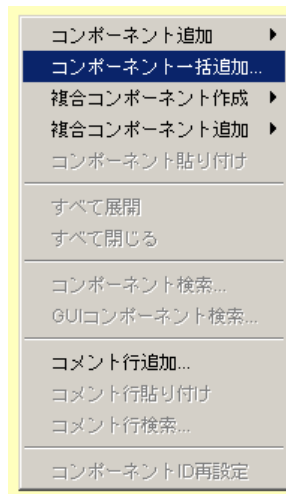 コンポーネント追加
コンポーネント一括追加...
複合コンポーネント作成
複合コンポーネント追加
コンポーネント貼り付け
すべて展開
すべて閉じる
コンポーネント検索...
GUIコンポーネント検索...
コメント行追加...
コメント行貼り付け
コメント行検索...
コンポーネントID再設定